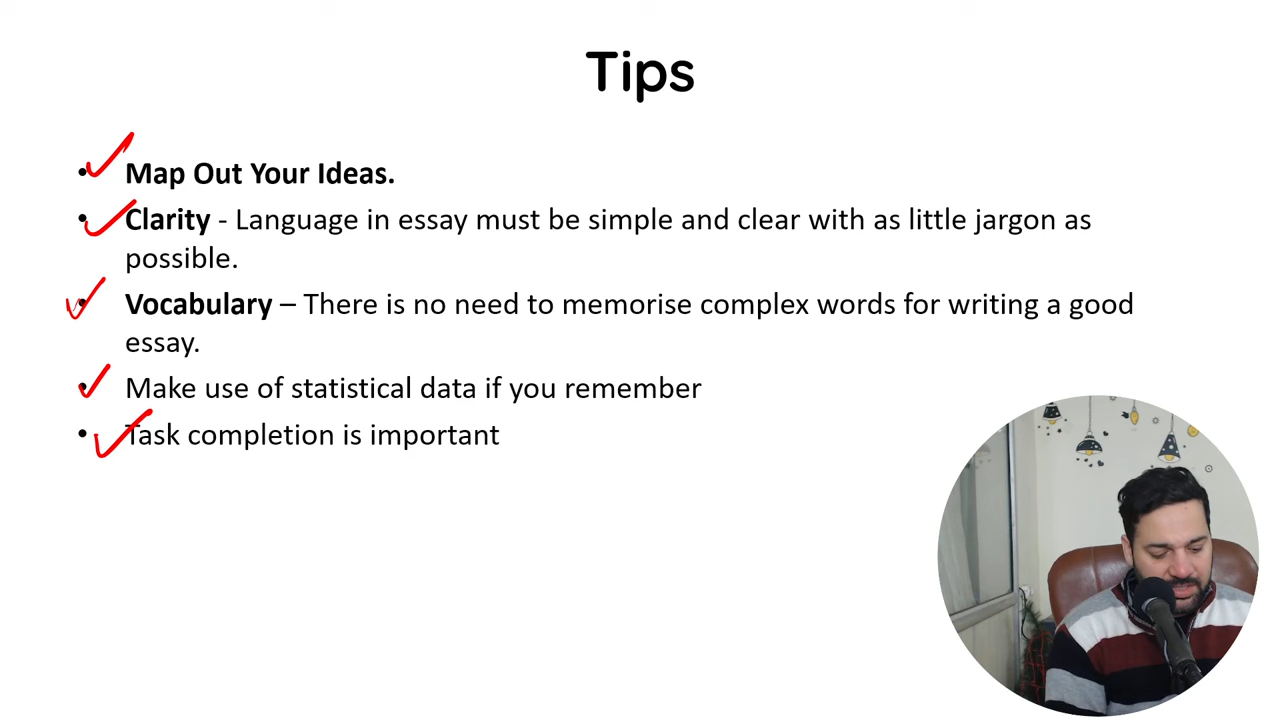 Tips
• Map Out Your Ideas.
• Clarity - Language in essay must be simple and clear with as little jargon as
possible.
• Vocabulary – There is no need to memorise complex words for writing a good
essay.
• Make use of statistical data if you remember
• Task completion is important